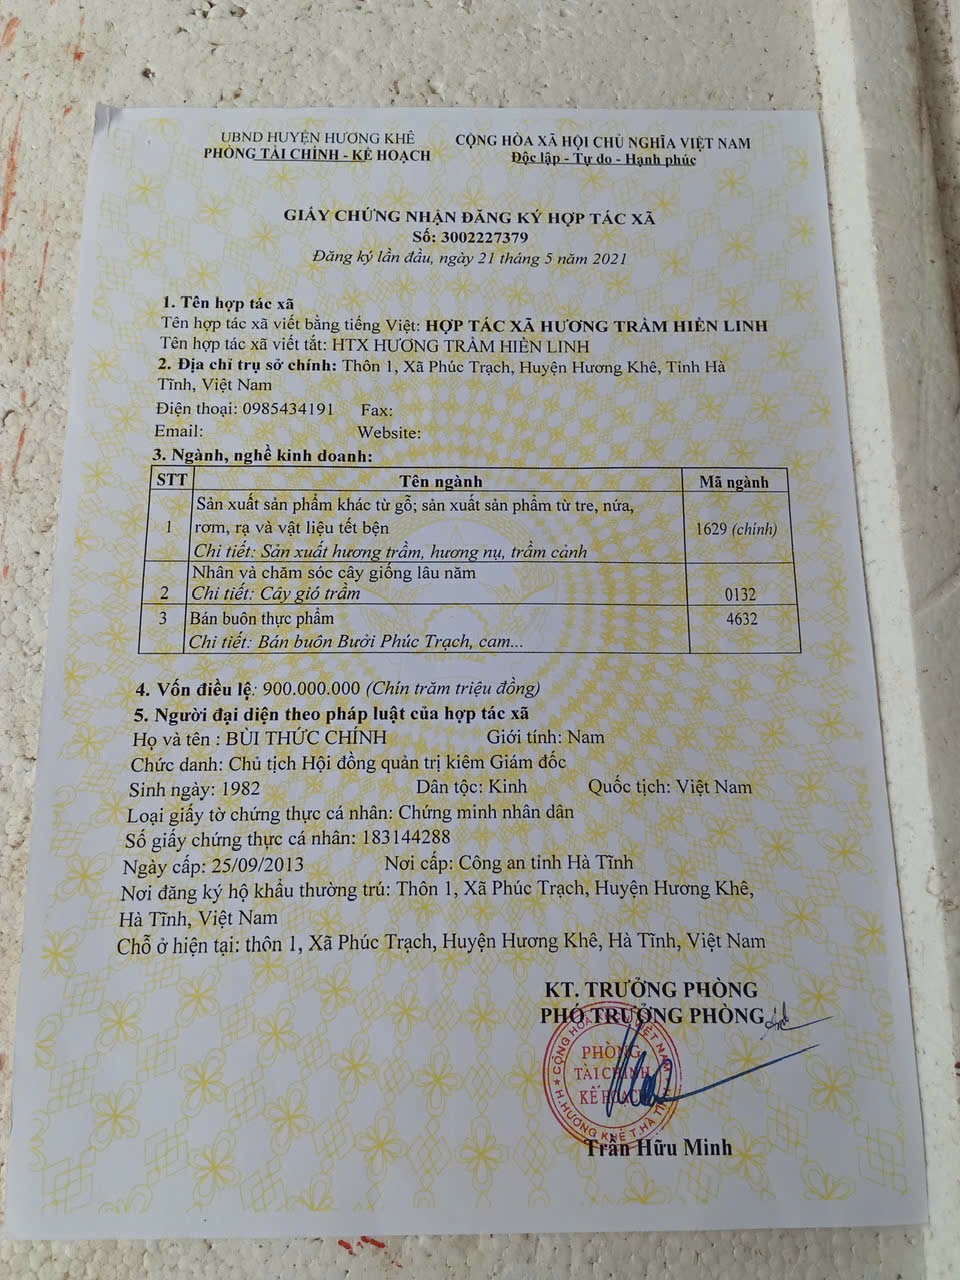 UBND HUYỆN HƯƠNG KHÊ
PHÒNG TÀI CHÍNH - KẾ HOẠCH
CỘNG HÒA XÃ HỘI CHỦ NGHĨA VIỆT NAM
Độc lập - Tự do - Hạnh phúc
GIẤY CHỨNG NHẬN ĐĂNG KÝ HỢP TÁC XÃ
Số: 3002227379
Đăng ký lần đầu, ngày 21 tháng 5 năm 2021
1. Tên hợp tác xã
Tên hợp tác xã viết bằng tiếng Việt: HỢP TÁC XÃ HƯƠNG TRẦM HIỀN LINH
Tên hợp tác xã viết tắt: HTX HƯƠNG TRẦM HIỀN LINH
2. Địa chỉ trụ sở chính: Thôn 1, Xã Phúc Trạch, Huyện Hương Khê, Tỉnh Hà
Tĩnh, Việt Nam
Điện thoại: 0985434191 Fax:
Email: Website:
3. Ngành, nghề kinh doanh:
STT Tên ngành Mã ngành
Sản xuất sản phẩm khác từ gỗ; sản xuất sản phẩm từ tre, nứa,
1 rơm, rạ và vật liệu tết bện 1629 (chính)
Chi tiết: Sản xuất hương trầm, hương nụ, trầm cảnh
Nhân và chăm sóc cây giống lâu năm
2 Chi tiết: Cây gió trầm 0132
3 Bán buôn thực phẩm 4632
Chi tiết: Bán buôn Bưởi Phúc Trạch, cam...
4. Vốn điều lệ: 900.000.000 (Chín trăm triệu đồng)
5. Người đại diện theo pháp luật của hợp tác xã
Họ và tên : BÙI THỨC CHÍNH Giới tính: Nam
Chức danh: Chủ tịch Hội đồng quản trị kiêm Giám đốc
Sinh ngày: 1982 Dân tộc: Kinh Quốc tịch: Việt Nam
Loại giấy tờ chứng thực cá nhân: Chứng minh nhân dân
Số giấy chứng thực cá nhân: 183144288
Ngày cấp: 25/09/2013 Nơi cấp: Công an tỉnh Hà Tĩnh
Nơi đăng ký hộ khẩu thường trú: Thôn 1, Xã Phúc Trạch, Huyện Hương Khê,
Hà Tĩnh, Việt Nam
Chỗ ở hiện tại: thôn 1, Xã Phúc Trạch, Huyện Hương Khê, Hà Tĩnh, Việt Nam
KT. TRƯỞNG PHÒNG
PHÓ TRƯỞNG PHÒNG
PHÒNG
TÀI CHÍNH
KẾ HOẠCH
H.HƯƠNG KHÊ T.HÀ TĨNH
Trần Hữu Minh